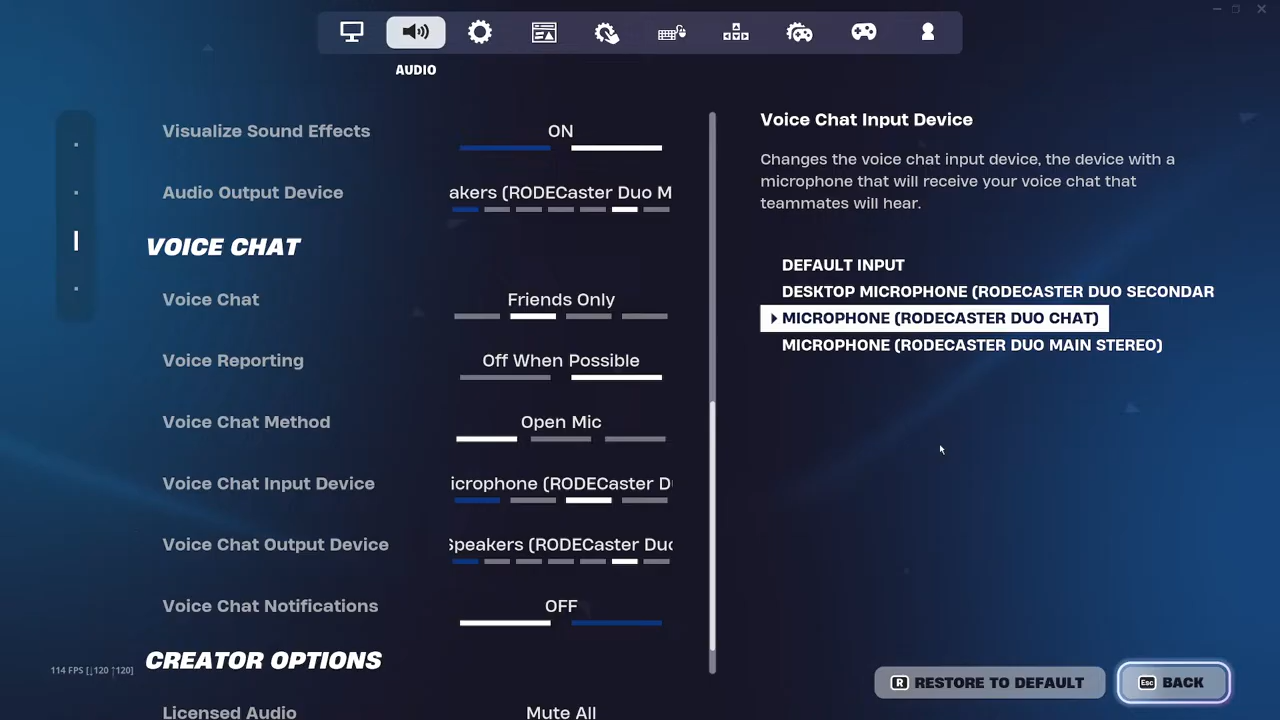 AUDIO
Visualize Sound Effects
ON
Audio Output Device
akers (RODECaster Duo M
VOICE CHAT
Voice Chat
Friends Only
Voice Reporting
Off When Possible
Voice Chat Method
Open Mic
Voice Chat Input Device
icrophone (RODECaster D
Voice Chat Output Device
Speakers (RODECaster Duo
Voice Chat Notifications
OFF
CREATOR OPTIONS
Licensed Audio
Mute All
114 FPS [↓120 ↑120]
Voice Chat Input Device
Changes the voice chat input device, the device with a
microphone that will receive your voice chat that
teammates will hear.
DEFAULT INPUT
DESKTOP MICROPHONE (RODECASTER DUO SECONDAR
MICROPHONE (RODECASTER DUO CHAT)
MICROPHONE (RODECASTER DUO MAIN STEREO)
R RESTORE TO DEFAULT
Esc BACK